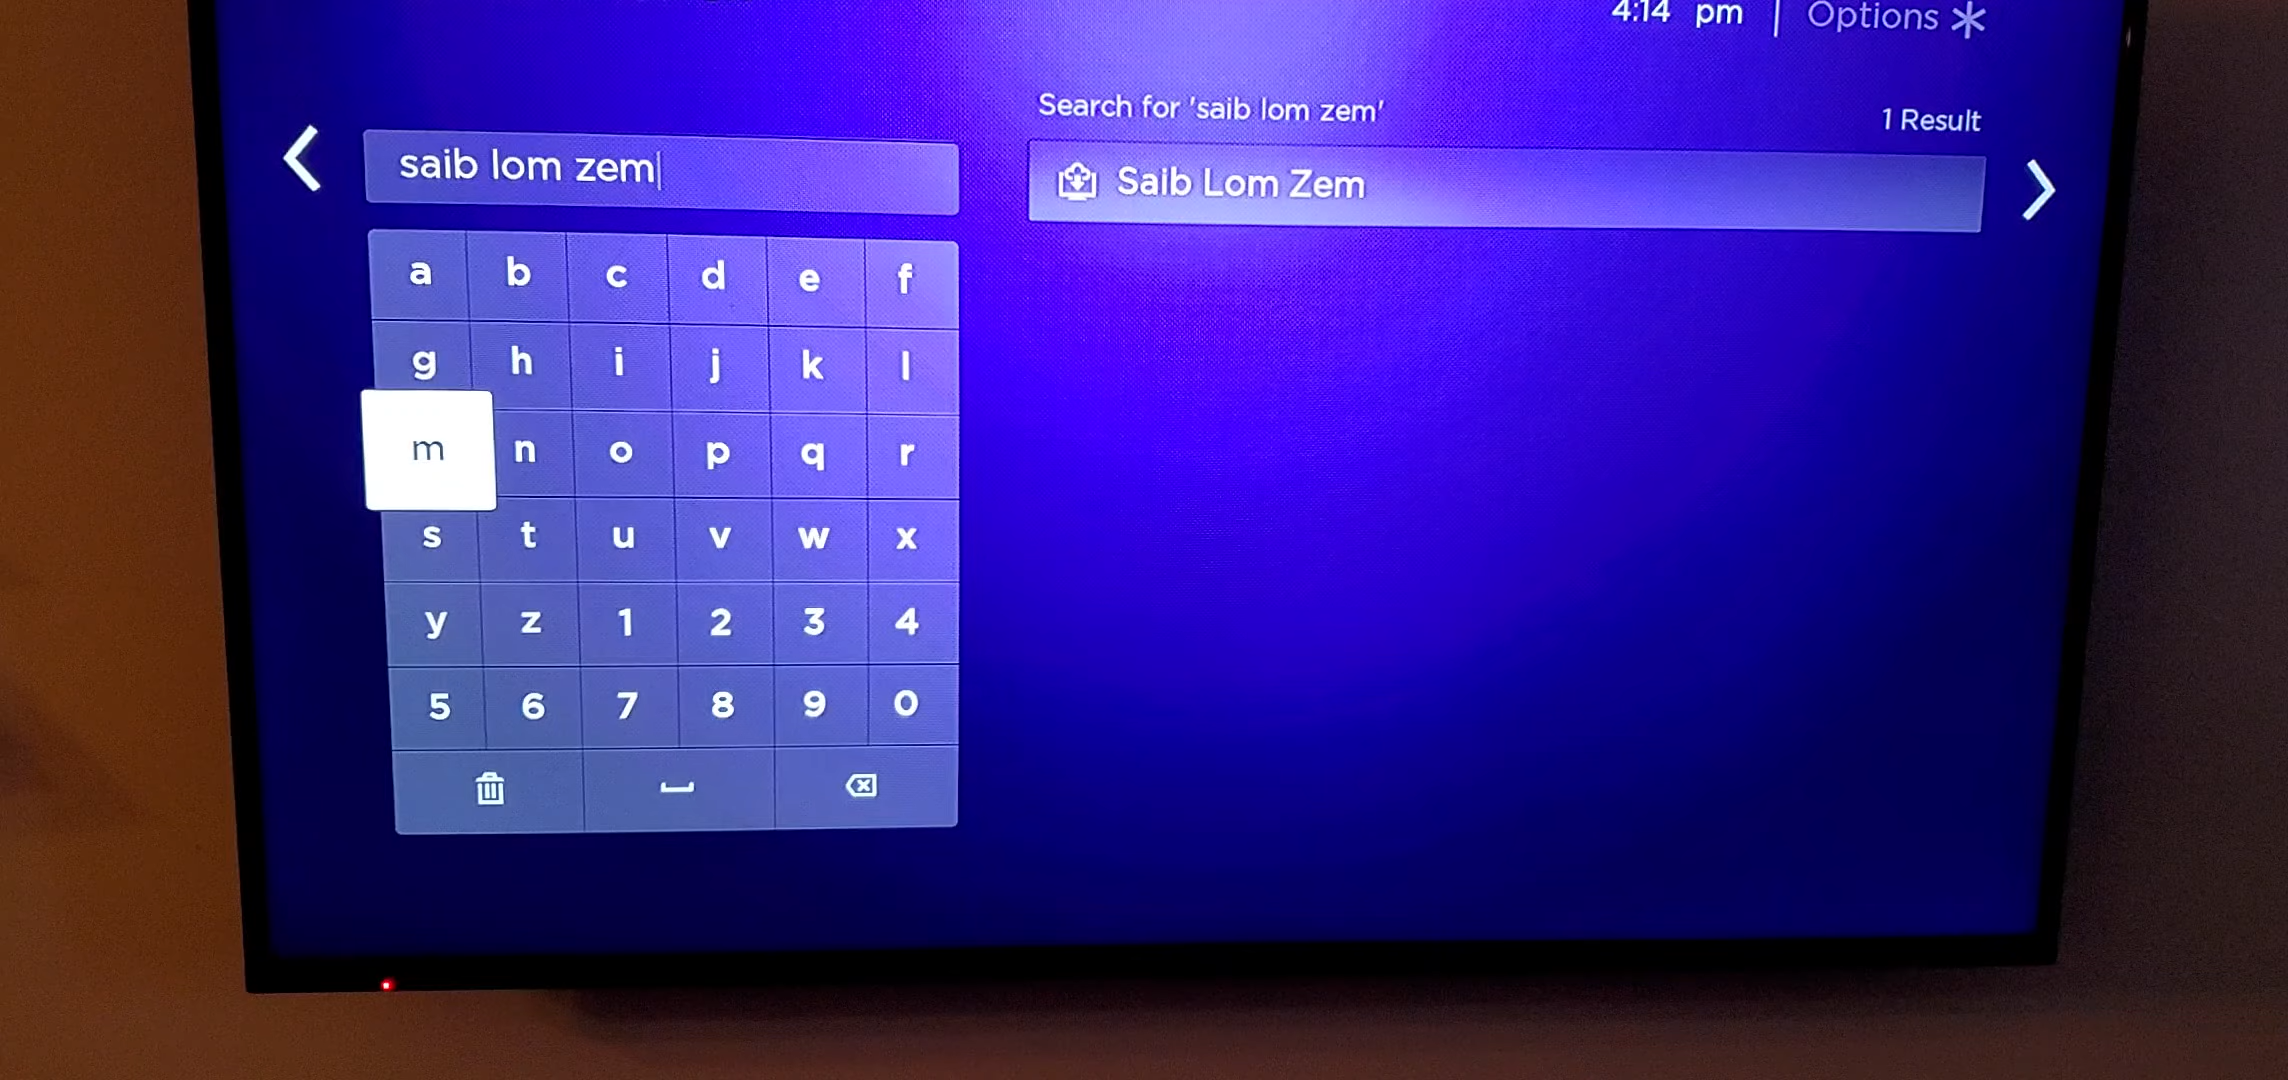 4:14 pm | Options
saib lom zem
Search for 'saib lom zem'
1 Result
Saib Lom Zem
a b c d e f
g h i j k l
m n o p q r
s t u v w x
y z 1 2 3 4
5 6 7 8 9 0